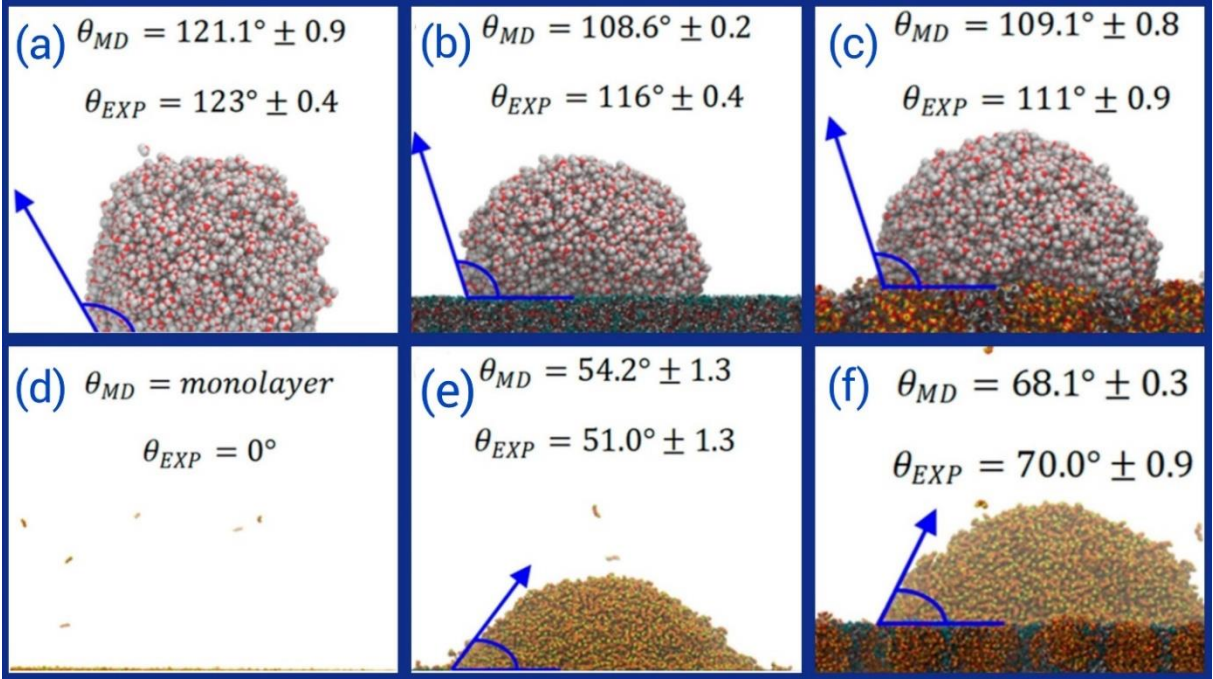 (a) θ_MD = 121.1° ± 0.9
θ_EXP = 123° ± 0.4
(b) θ_MD = 108.6° ± 0.2
θ_EXP = 116° ± 0.4
(c) θ_MD = 109.1° ± 0.8
θ_EXP = 111° ± 0.9
(d) θ_MD = monolayer
θ_EXP = 0°
(e) θ_MD = 54.2° ± 1.3
θ_EXP = 51.0° ± 1.3
(f) θ_MD = 68.1° ± 0.3
θ_EXP = 70.0° ± 0.9